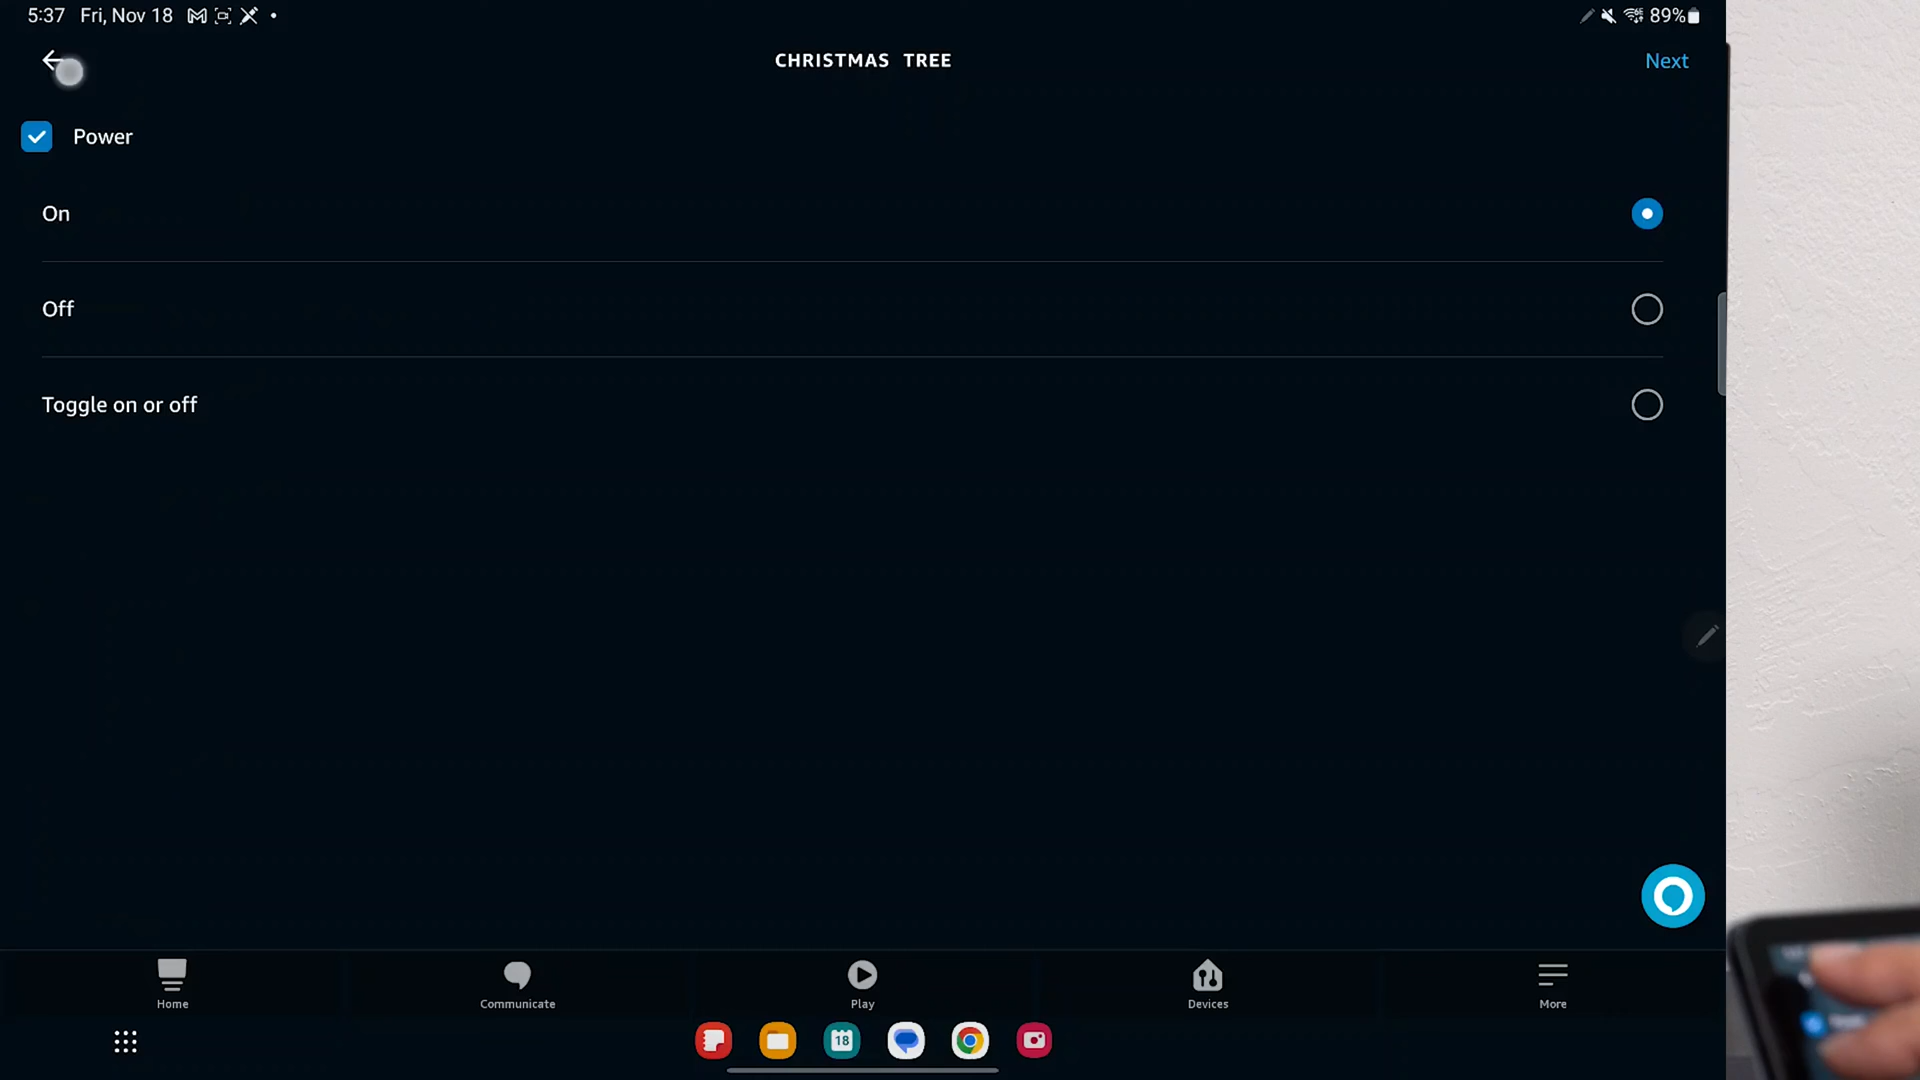 5:37 Fri, Nov 18
89%
CHRISTMAS TREE
Next
Power
On
Off
Toggle on or off
Home
Communicate
Play
Devices
More
18